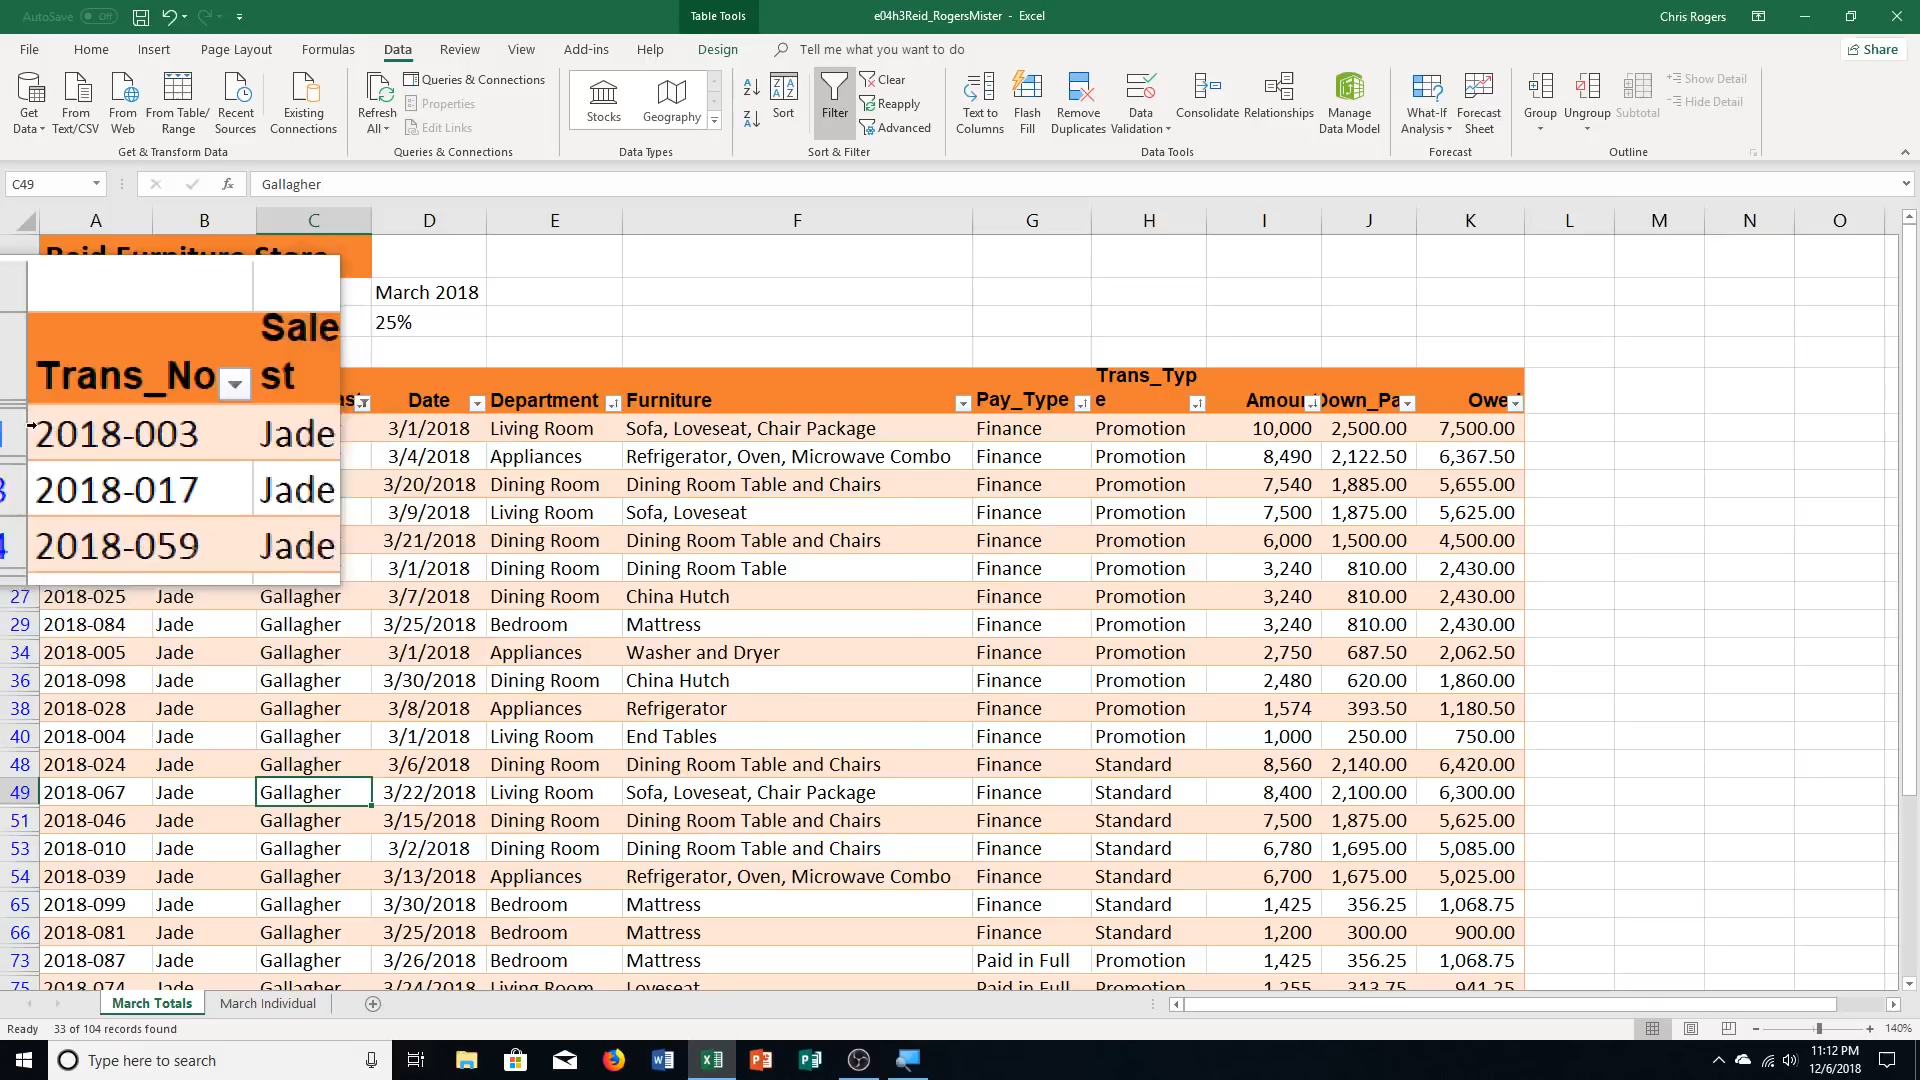 AutoSave Off
Table Tools
e04h3Reid_RogersMister - Excel
Chris Rogers
File Home Insert Page Layout Formulas Data Review View Add-ins Help Design Tell me what you want to do Share
Get Data From Text/CSV From Web From Table/Range Recent Sources Existing Connections
Get & Transform Data
Refresh All Queries & Connections Properties Edit Links
Queries & Connections
Stocks Geography
Data Types
Sort Filter Clear Reapply Advanced
Sort & Filter
Text to Columns Flash Fill Remove Duplicates Data Validation Consolidate Relationships Manage Data Model
Data Tools
What-If Analysis Forecast Sheet
Forecast
Group Ungroup Subtotal Show Detail Hide Detail
Outline
C49 fx Gallagher
A B C D E F G H I J K L M N O
Reid Furniture Store
March 2018
25%
Sale
Trans_No st
2018-003 Jade
3 2018-017 Jade
4 2018-059 Jade
Date Department Furniture Pay_Type Trans_Type Amoun Down_Pa Owe
3/1/2018 Living Room Sofa, Loveseat, Chair Package Finance Promotion 10,000 2,500.00 7,500.00
3/4/2018 Appliances Refrigerator, Oven, Microwave Combo Finance Promotion 8,490 2,122.50 6,367.50
3/20/2018 Dining Room Dining Room Table and Chairs Finance Promotion 7,540 1,885.00 5,655.00
3/9/2018 Living Room Sofa, Loveseat Finance Promotion 7,500 1,875.00 5,625.00
3/21/2018 Dining Room Dining Room Table and Chairs Finance Promotion 6,000 1,500.00 4,500.00
3/1/2018 Dining Room Dining Room Table Finance Promotion 3,240 810.00 2,430.00
27 2018-025 Jade Gallagher 3/7/2018 Dining Room China Hutch Finance Promotion 3,240 810.00 2,430.00
29 2018-084 Jade Gallagher 3/25/2018 Bedroom Mattress Finance Promotion 3,240 810.00 2,430.00
34 2018-005 Jade Gallagher 3/1/2018 Appliances Washer and Dryer Finance Promotion 2,750 687.50 2,062.50
36 2018-098 Jade Gallagher 3/30/2018 Dining Room China Hutch Finance Promotion 2,480 620.00 1,860.00
38 2018-028 Jade Gallagher 3/8/2018 Appliances Refrigerator Finance Promotion 1,574 393.50 1,180.50
40 2018-004 Jade Gallagher 3/1/2018 Living Room End Tables Finance Promotion 1,000 250.00 750.00
48 2018-024 Jade Gallagher 3/6/2018 Dining Room Dining Room Table and Chairs Finance Standard 8,560 2,140.00 6,420.00
49 2018-067 Jade Gallagher 3/22/2018 Living Room Sofa, Loveseat, Chair Package Finance Standard 8,400 2,100.00 6,300.00
51 2018-046 Jade Gallagher 3/15/2018 Dining Room Dining Room Table and Chairs Finance Standard 7,500 1,875.00 5,625.00
53 2018-010 Jade Gallagher 3/2/2018 Dining Room Dining Room Table and Chairs Finance Standard 6,780 1,695.00 5,085.00
54 2018-039 Jade Gallagher 3/13/2018 Appliances Refrigerator, Oven, Microwave Combo Finance Standard 6,700 1,675.00 5,025.00
65 2018-099 Jade Gallagher 3/30/2018 Bedroom Mattress Finance Standard 1,425 356.25 1,068.75
66 2018-081 Jade Gallagher 3/25/2018 Bedroom Mattress Finance Standard 1,200 300.00 900.00
73 2018-087 Jade Gallagher 3/26/2018 Bedroom Mattress Paid in Full Promotion 1,425 356.25 1,068.75
75 2018-074 Jade Gallagher 3/24/2018 Living Room Loveseat Paid in Full Promotion 1,255 313.75 941.25
March Totals March Individual
Ready 33 of 104 records found 140%
Type here to search
11:12 PM
12/6/2018